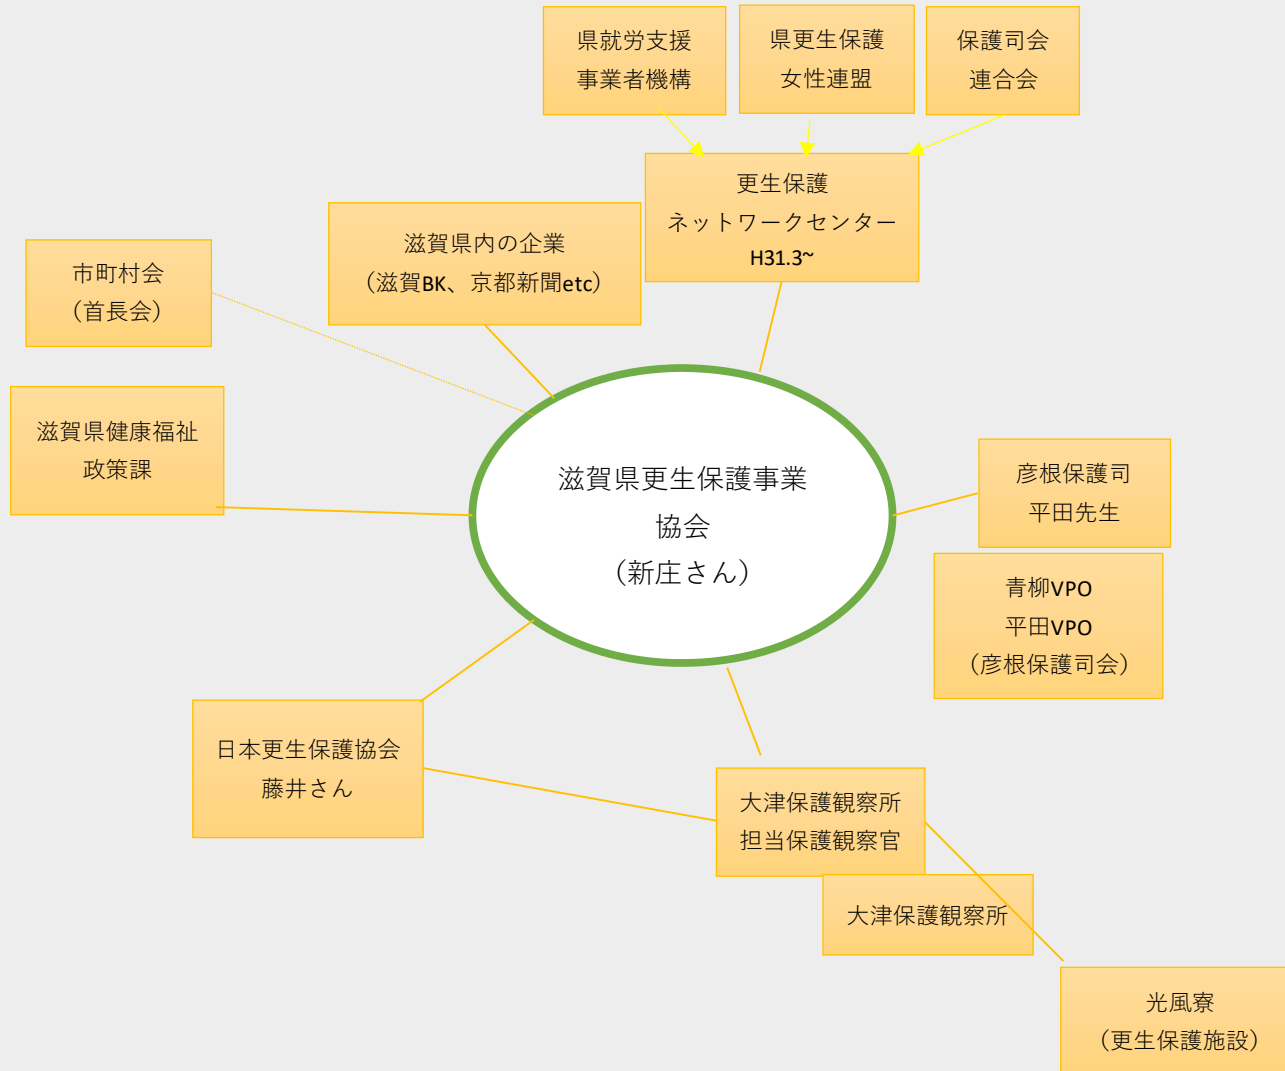 県就労支援
事業者機構
県更生保護
女性連盟
保護司会
連合会
更生保護
ネットワークセンター
H31.3~
滋賀県内の企業
（滋賀BK、京都新聞etc）
市町村会
（首長会）
滋賀県健康福祉
政策課
滋賀県更生保護事業
協会
（新庄さん）
彦根保護司
平田先生
青柳VPO
平田VPO
（彦根保護司会）
日本更生保護協会
藤井さん
大津保護観察所
担当保護観察官
大津保護観察所
光風寮
（更生保護施設）